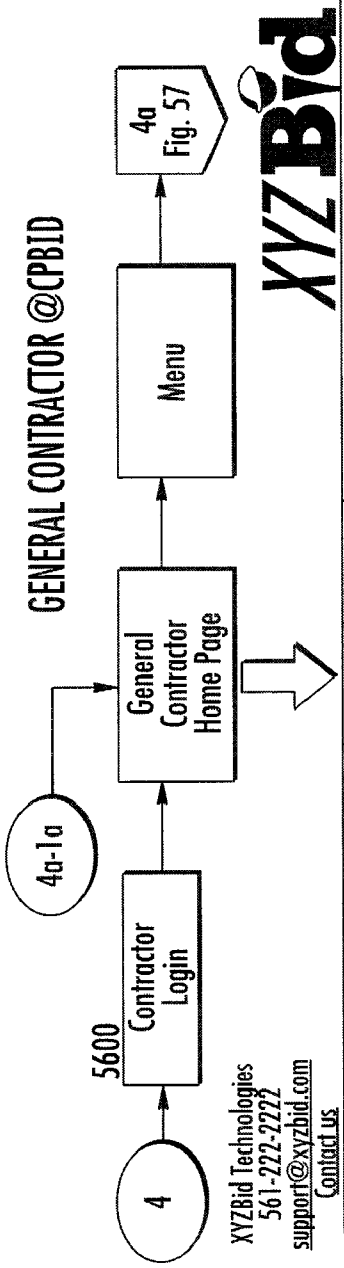 GENERAL CONTRACTOR @CPBID
4
5600
Contractor
Login
4a-1a
General
Contractor
Home Page
Menu
4a
Fig. 57
XYZBid Technologies
561-222-2222
support@xyzbid.com
Contact us
XYZBid